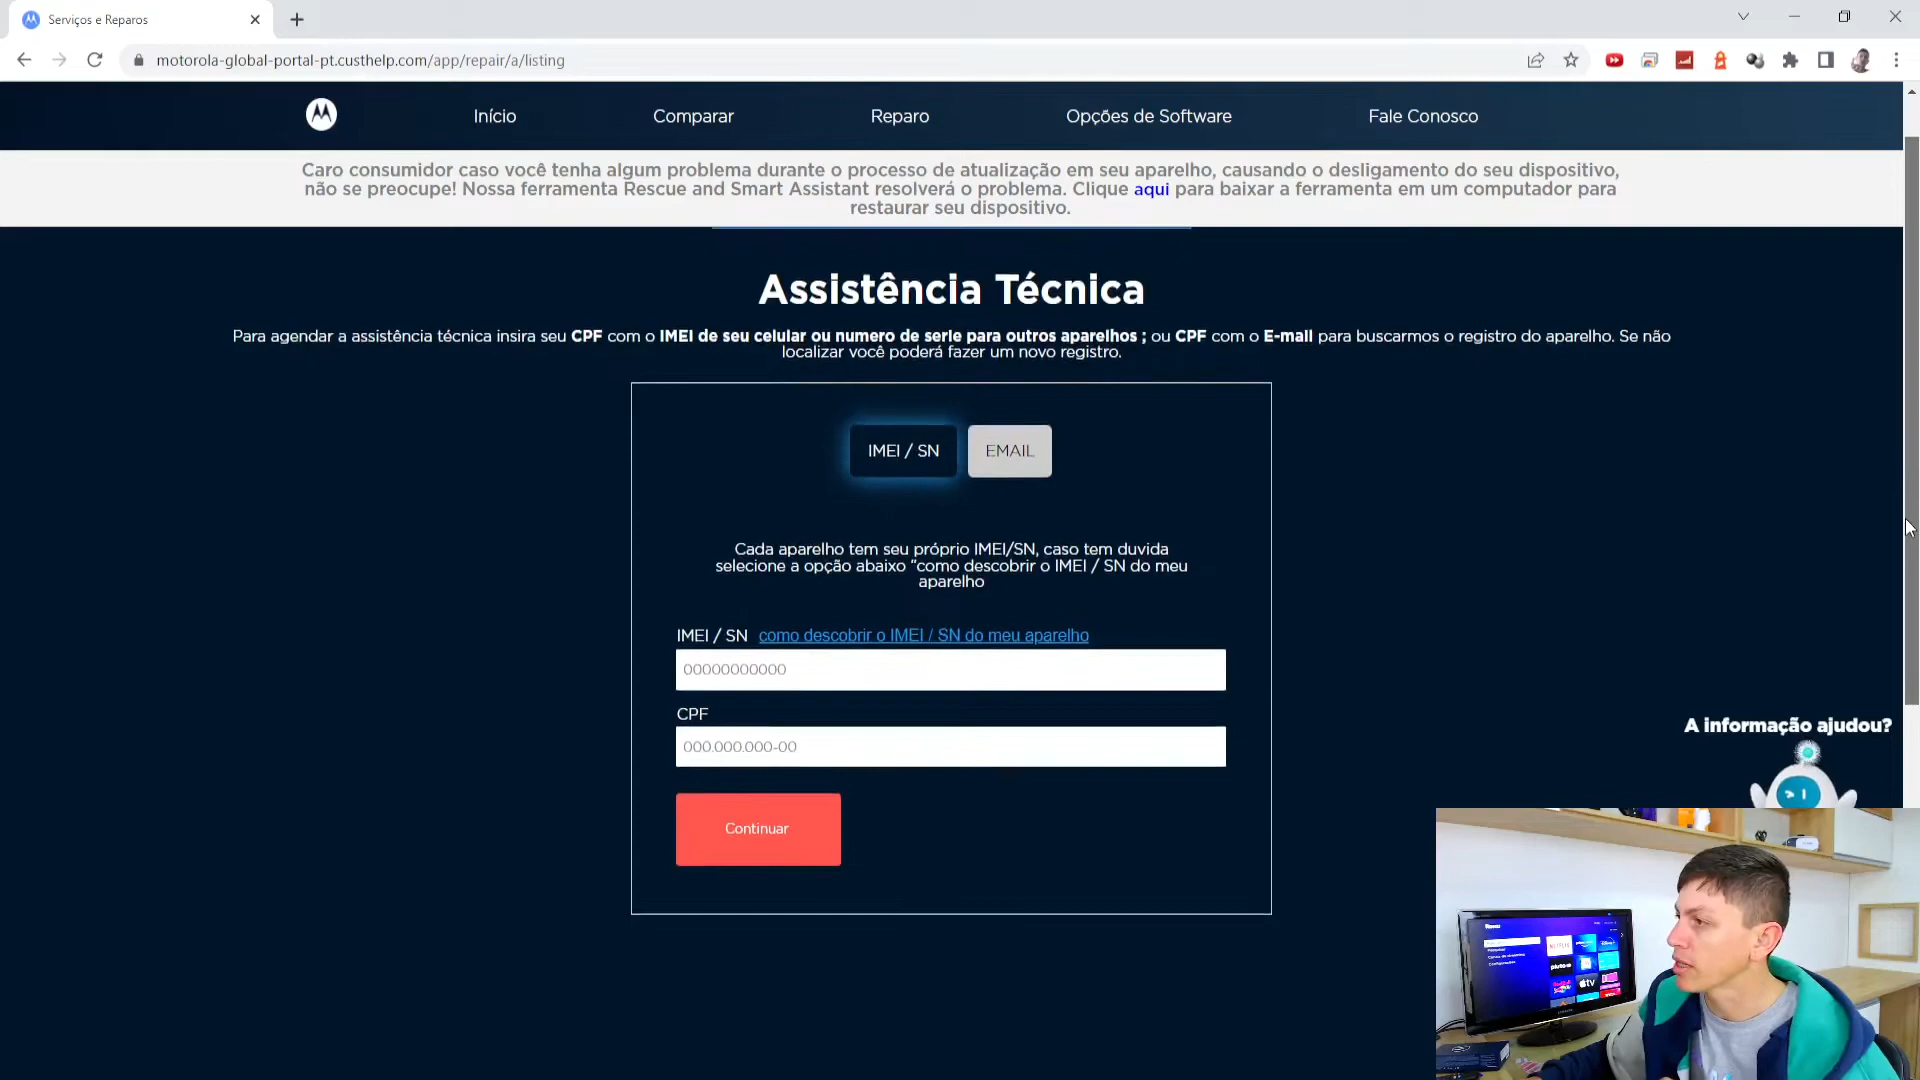 Serviços e Reparos
motorola-global-portal-pt.custhelp.com/app/repair/a/listing
Início Comparar Reparo Opções de Software Fale Conosco
Caro consumidor caso você tenha algum problema durante o processo de atualização em seu aparelho, causando o desligamento do seu dispositivo,
não se preocupe! Nossa ferramenta Rescue and Smart Assistant resolverá o problema. Clique aqui para baixar a ferramenta em um computador para
restaurar seu dispositivo.
Assistência Técnica
Para agendar a assistência técnica insira seu CPF com o IMEI de seu celular ou numero de serie para outros aparelhos ; ou CPF com o E-mail para buscarmos o registro do aparelho. Se não
localizar você poderá fazer um novo registro.
IMEI / SN EMAIL
Cada aparelho tem seu próprio IMEI/SN, caso tem duvida
selecione a opção abaixo "como descobrir o IMEI / SN do meu
aparelho
IMEI / SN como descobrir o IMEI / SN do meu aparelho
00000000000
CPF
000.000.000-00
Continuar
A informação ajudou?
NETFLIX
pluto tv
tv